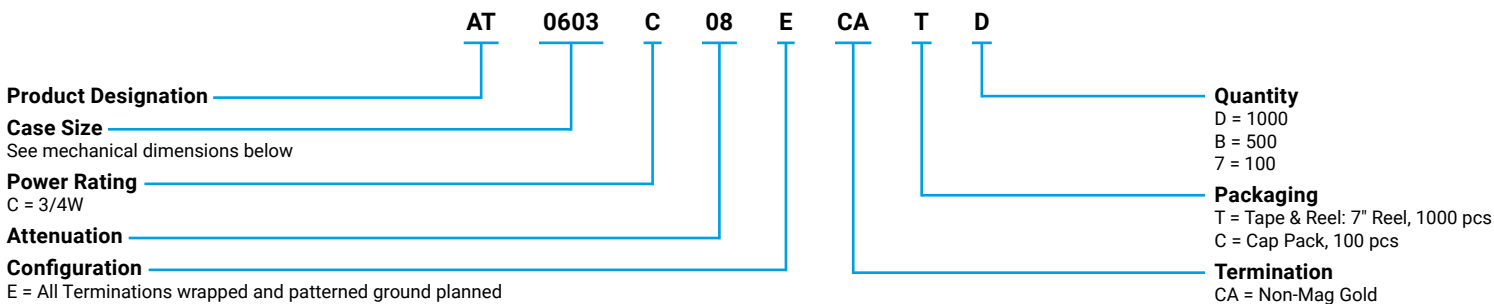 AT 0603 C 08 E CA T D
Product Designation
Case Size
See mechanical dimensions below
Power Rating
C = 3/4W
Attenuation
Configuration
E = All Terminations wrapped and patterned ground planned
Quantity
D = 1000
B = 500
7 = 100
Packaging
T = Tape & Reel: 7" Reel, 1000 pcs
C = Cap Pack, 100 pcs
Termination
CA = Non-Mag Gold